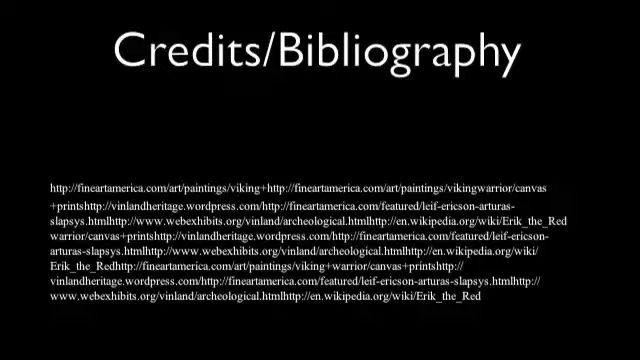 Credits/Bibliography
http://fineartamerica.com/art/paintings/viking+http://fineartamerica.com/art/paintings/vikingwarrior/canvas
+printshttp://vinlandheritage.wordpress.com/http://fineartamerica.com/featured/leif-ericson-arturas-
slapsys.htmlhttp://www.webexhibits.org/vinland/archeological.htmlhttp://en.wikipedia.org/wiki/Erik_the_Red
warrior/canvas+printshttp://vinlandheritage.wordpress.com/http://fineartamerica.com/featured/leif-ericson-
arturas-slapsys.htmlhttp://www.webexhibits.org/vinland/archeological.htmlhttp://en.wikipedia.org/wiki/
Erik_the_Redhttp://fineartamerica.com/art/paintings/viking+warrior/canvas+printshttp://
vinlandheritage.wordpress.com/http://fineartamerica.com/featured/leif-ericson-arturas-slapsys.htmlhttp://
www.webexhibits.org/vinland/archeological.htmlhttp://en.wikipedia.org/wiki/Erik_the_Red